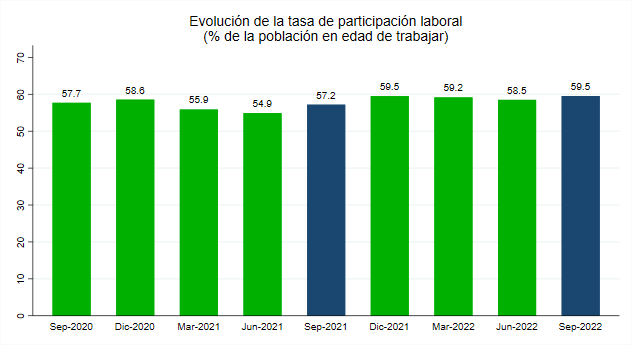 Evolución de la tasa de participación laboral
(% de la población en edad de trabajar)
70
60
50
40
30
20
10
0
57.7
58.6
55.9
54.9
57.2
59.5
59.2
58.5
59.5
Sep-2020
Dic-2020
Mar-2021
Jun-2021
Sep-2021
Dic-2021
Mar-2022
Jun-2022
Sep-2022